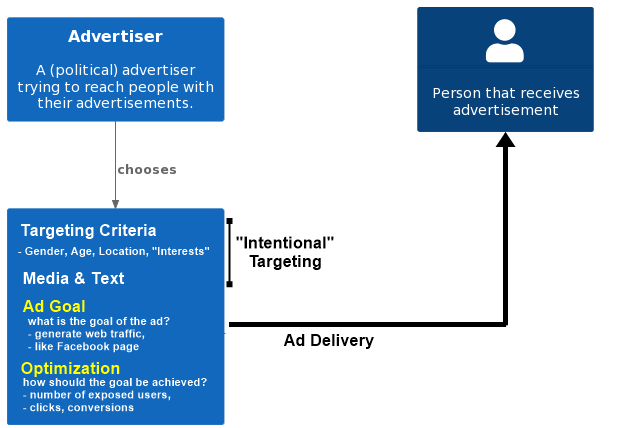 Advertiser
A (political) advertiser
trying to reach people with
their advertisements.
Person that receives
advertisement
chooses
Targeting Criteria
- Gender, Age, Location, "Interests"
Media & Text
"Intentional"
Targeting
Ad Goal
what is the goal of the ad?
- generate web traffic,
- like Facebook page
Ad Delivery
Optimization
how should the goal be achieved?
- number of exposed users,
- clicks, conversions